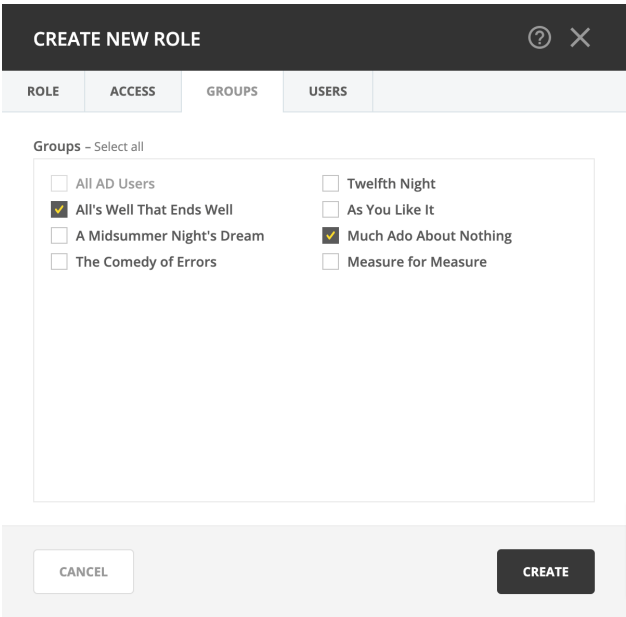 CREATE NEW ROLE
ROLE ACCESS GROUPS USERS
Groups – Select all
All AD Users
All's Well That Ends Well
A Midsummer Night's Dream
The Comedy of Errors
Twelfth Night
As You Like It
Much Ado About Nothing
Measure for Measure
CANCEL CREATE